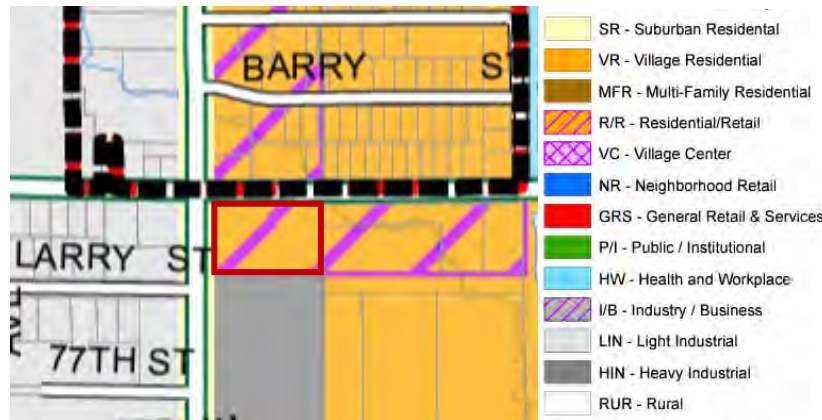 BARRY S
LARRY ST
77TH ST
SR - Suburban Residental
VR - Village Residential
MFR - Multi-Family Residential
R/R - Residential/Retail
VC - Village Center
NR - Neighborhood Retail
GRS - General Retail & Services
P/I - Public / Institutional
HW - Health and Workplace
I/B - Industry / Business
LIN - Light Industrial
HIN - Heavy Industrial
RUR - Rural